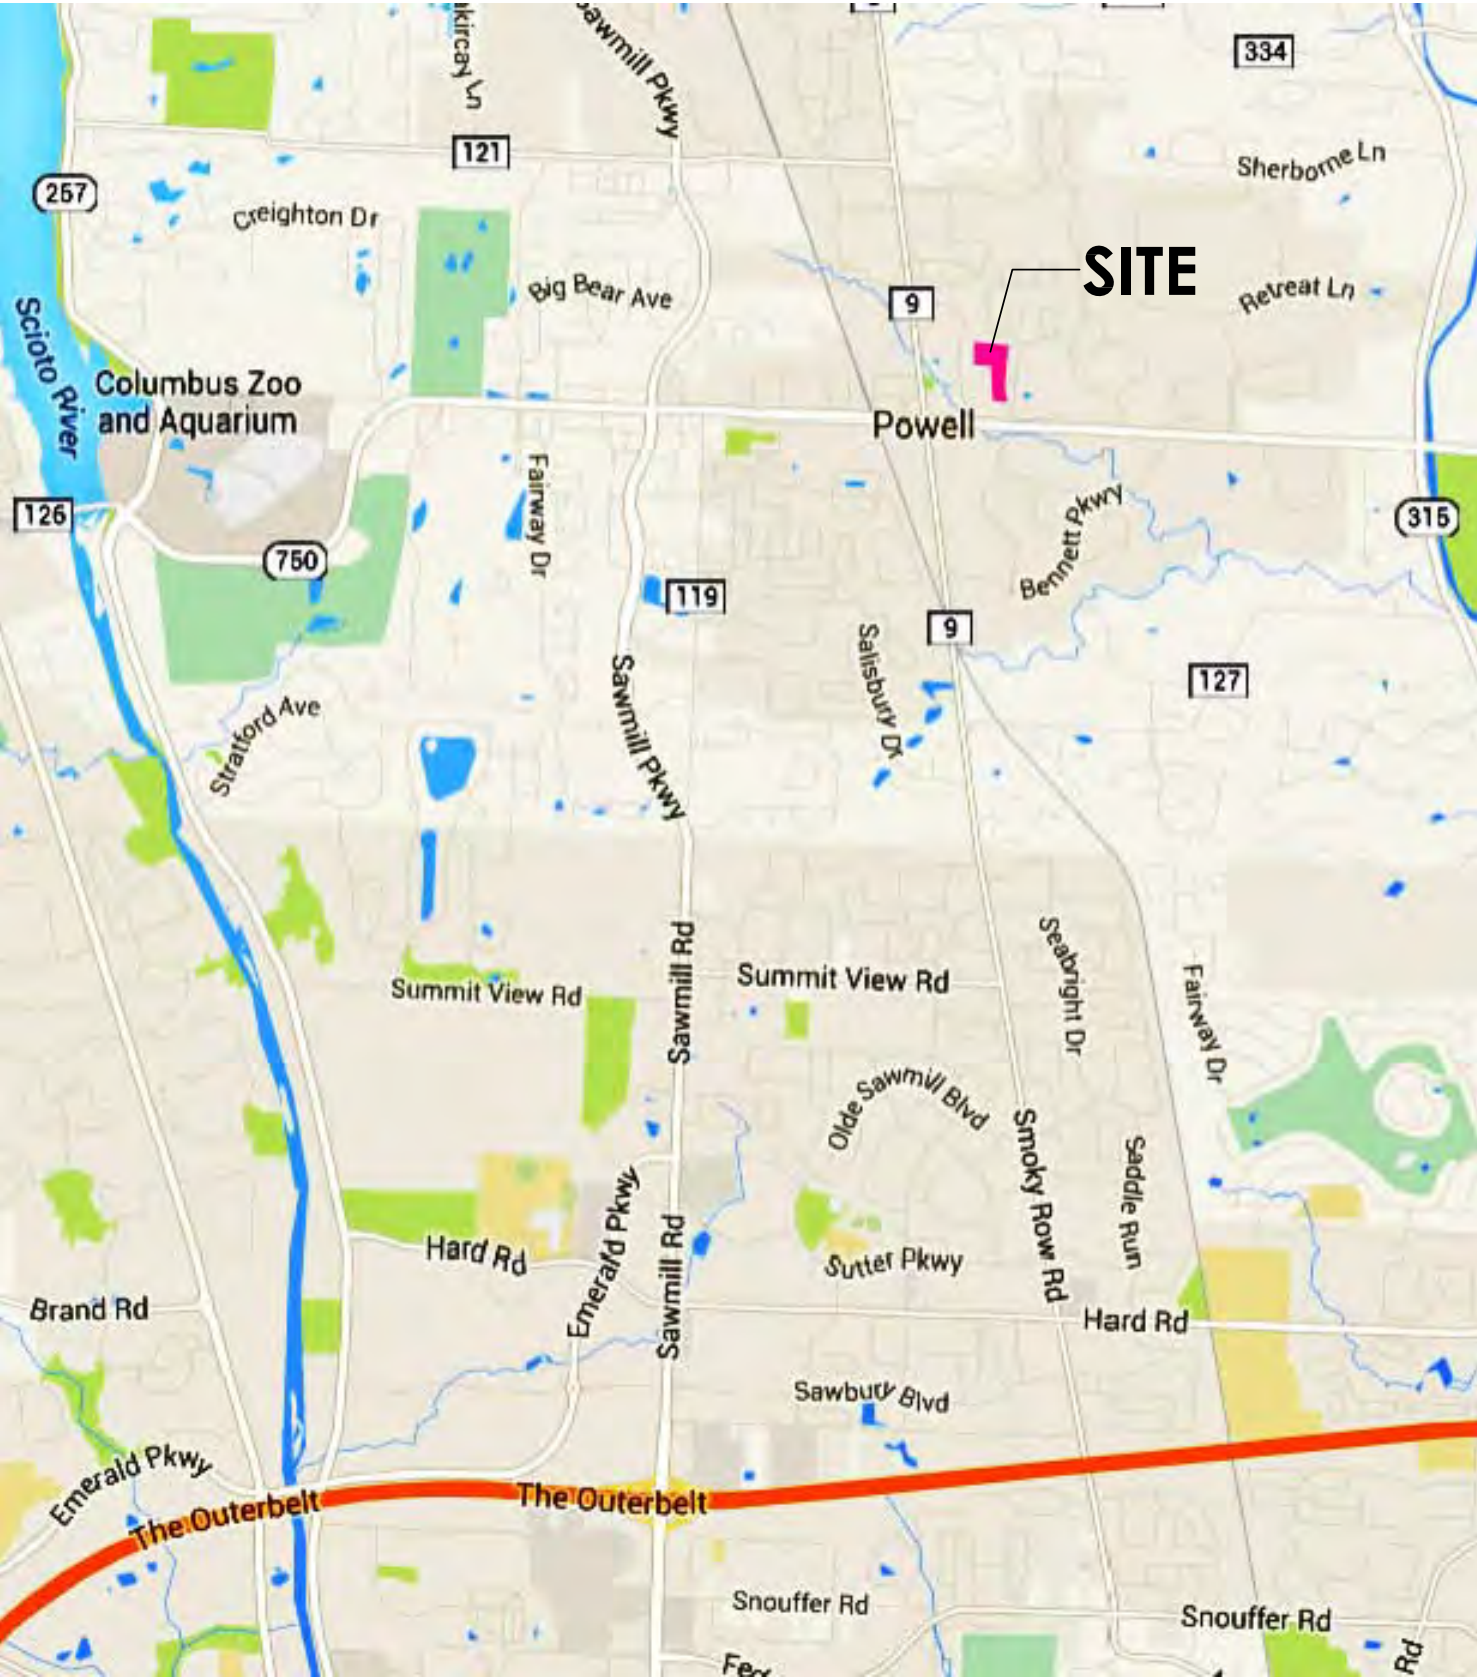 Sawmill Pkwy
334
121
Sherborne Ln
257
Creighton Dr
SITE
Big Bear Ave
9
Retreat Ln
Scioto River
Columbus Zoo
and Aquarium
Powell
Fairway Dr
126
Bennett Pkwy
315
750
119
9
Salisbury Dr
127
Sawmill Pkwy
Stratford Ave
Sawmill Rd
Seabright Dr
Summit View Rd
Summit View Rd
Fairway Dr
Olde Sawmill Blvd
Smoky Row Rd
Saddle Run
Emerald Pkwy
Sawmill Rd
Hard Rd
Sutter Pkwy
Brand Rd
Hard Rd
Sawbury Blvd
Emerald Pkwy
The Outerbelt
The Outerbelt
Snouffer Rd
Snouffer Rd
Rd